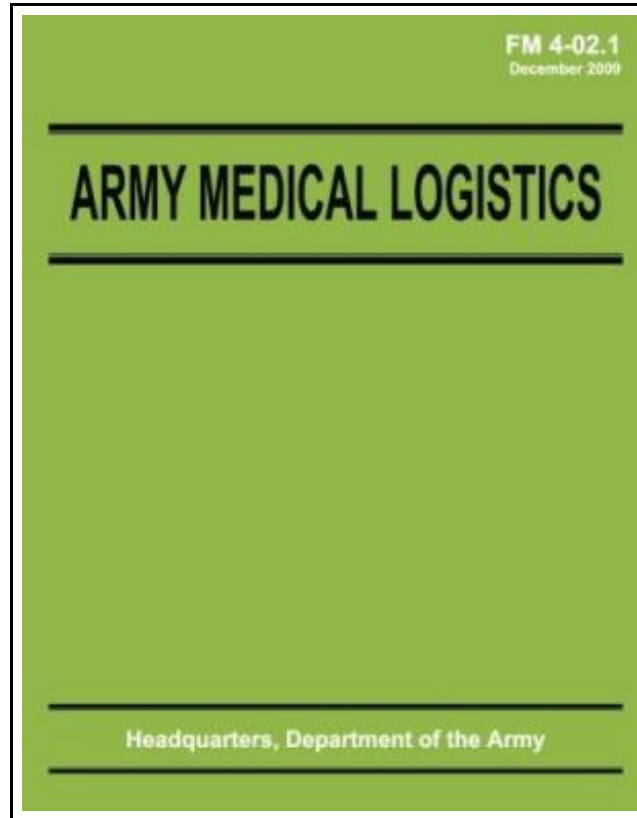 FM 4-02.1
December 2009
ARMY MEDICAL LOGISTICS
Headquarters, Department of the Army